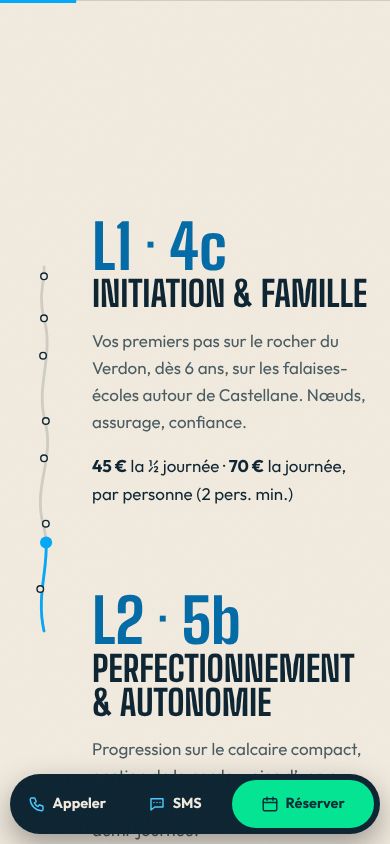 L1 · 4c
INITIATION & FAMILLE
Vos premiers pas sur le rocher du
Verdon, dès 6 ans, sur les falaises-
écoles autour de Castellane. Nœuds,
assurage, confiance.
45 € la ½ journée · 70 € la journée,
par personne (2 pers. min.)
L2 · 5b
PERFECTIONNEMENT
& AUTONOMIE
Progression sur le calcaire compact,
Appeler
SMS
Réserver